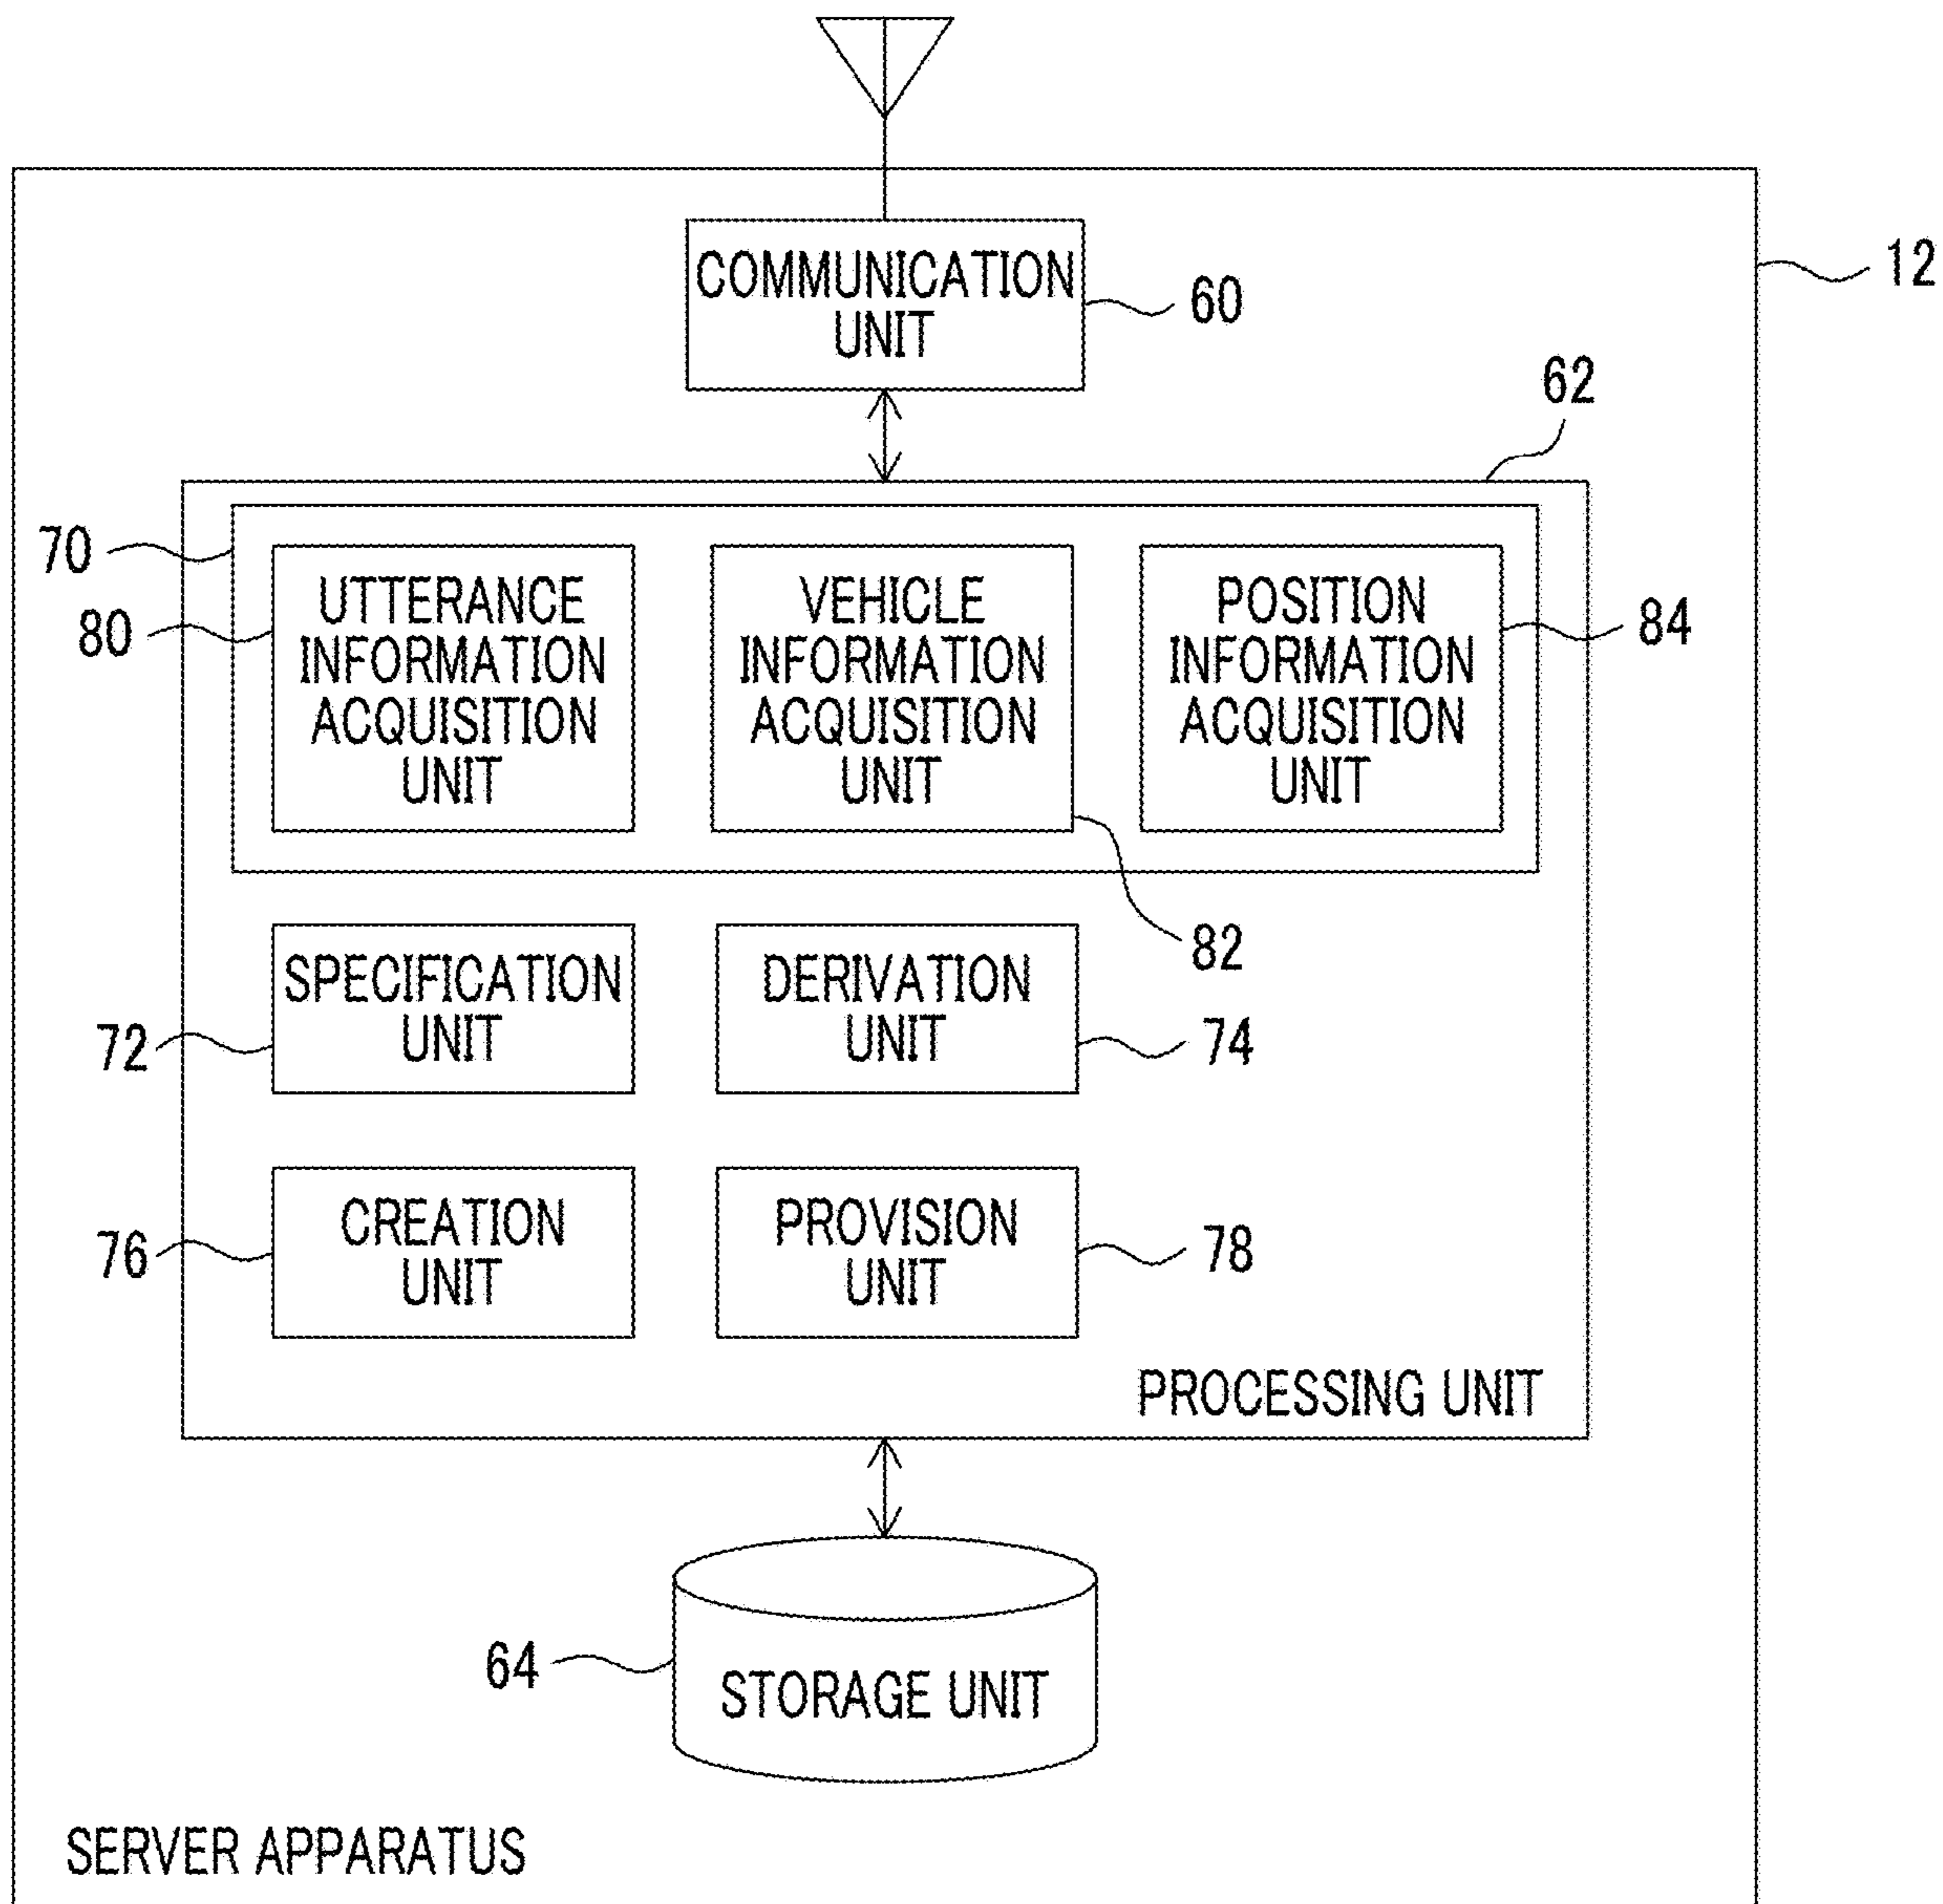 12
COMMUNICATION
UNIT
60
62
70
80
UTTERANCE
INFORMATION
ACQUISITION
UNIT
VEHICLE
INFORMATION
ACQUISITION
UNIT
POSITION
INFORMATION
ACQUISITION
UNIT
84
82
SPECIFICATION
UNIT
72
DERIVATION
UNIT
74
CREATION
UNIT
76
PROVISION
UNIT
78
PROCESSING UNIT
64
STORAGE UNIT
SERVER APPARATUS